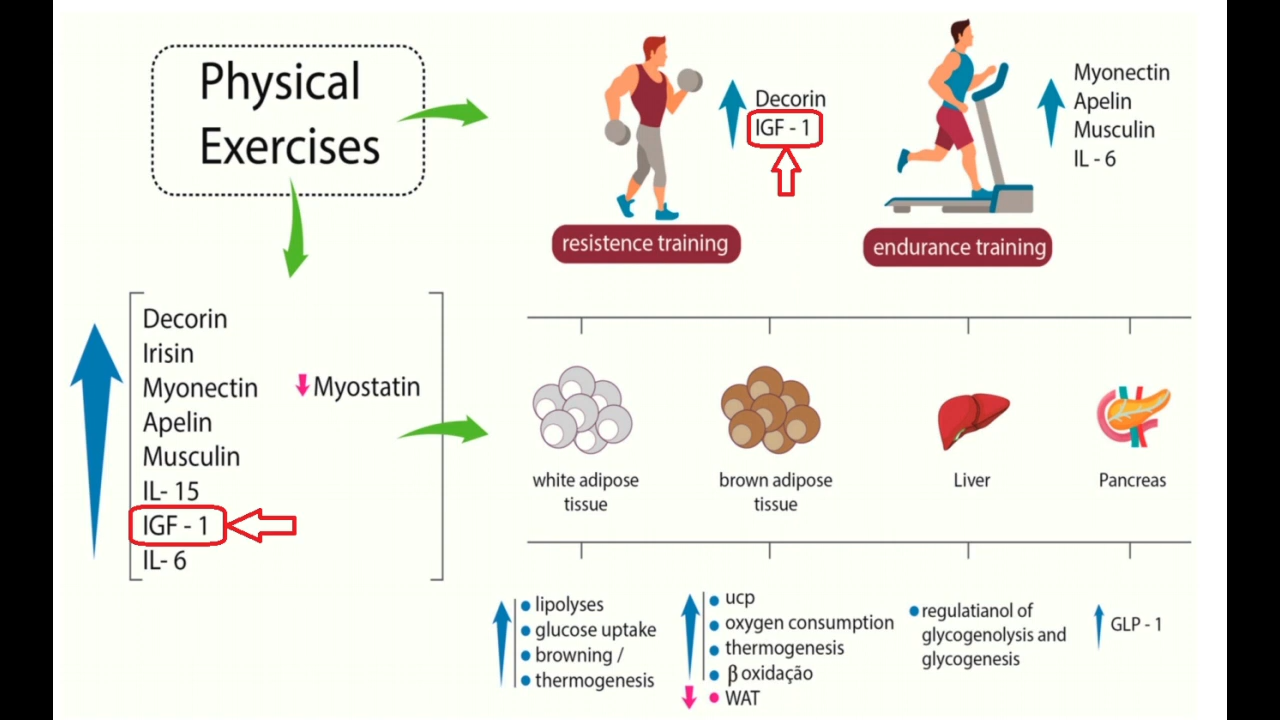 Physical
Exercises
Decorin
IGF - 1
resistence training
Myonectin
Apelin
Musculin
IL - 6
endurance training
Decorin
Irisin
Myonectin
Apelin
Musculin
IL- 15
IGF - 1
IL- 6
Myostatin
white adipose
tissue
brown adipose
tissue
Liver
Pancreas
lipolyses
glucose uptake
browning /
thermogenesis
ucp
oxygen consumption
thermogenesis
β oxidação
WAT
regulatianol of
glycogenolysis and
glycogenesis
GLP - 1